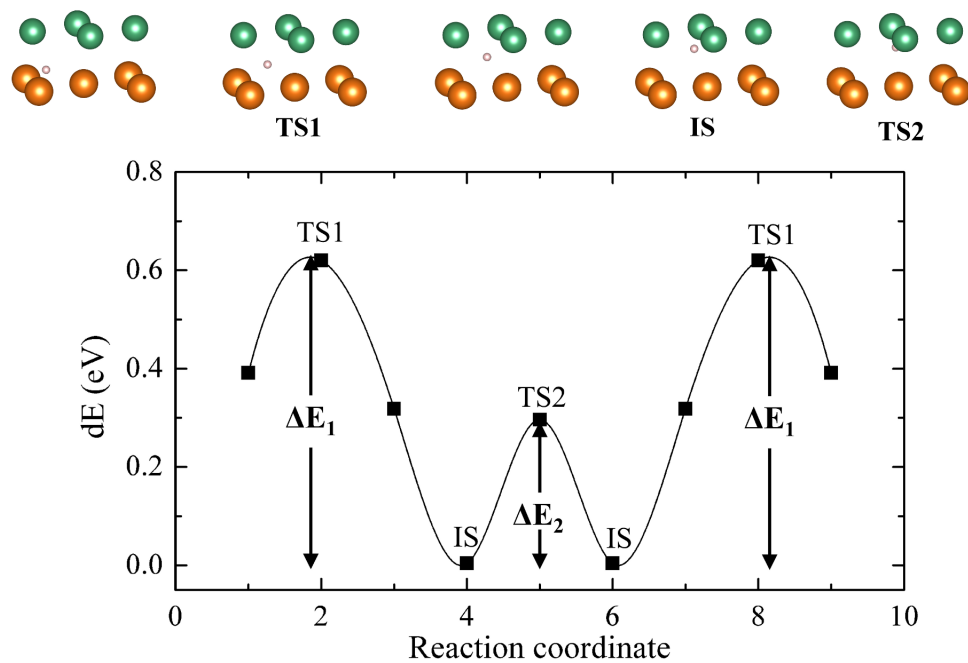 TS1 IS TS2
0.8
TS1 TS1
0.6
dE (eV)
0.4
TS2
ΔE₁ ΔE₁
0.2
ΔE₂
IS IS
0.0
0 2 4 6 8 10
Reaction coordinate